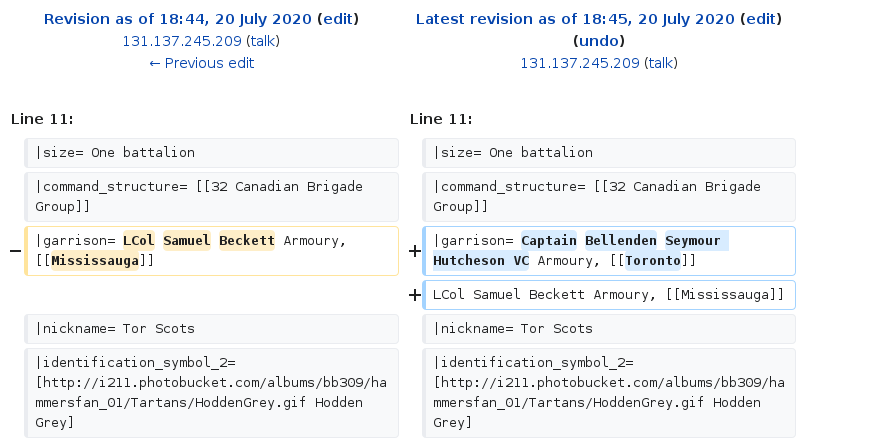 Revision as of 18:44, 20 July 2020 (edit)
131.137.245.209 (talk)
← Previous edit
Latest revision as of 18:45, 20 July 2020 (edit)
(undo)
131.137.245.209 (talk)
Line 11:
Line 11:
|size= One battalion
|size= One battalion
|command_structure= [[32 Canadian Brigade
Group]]
|command_structure= [[32 Canadian Brigade
Group]]
− |garrison= LCol Samuel Beckett Armoury,
[[Mississauga]]
+ |garrison= Captain Bellenden Seymour
Hutcheson VC Armoury, [[Toronto]]
+ LCol Samuel Beckett Armoury, [[Mississauga]]
|nickname= Tor Scots
|nickname= Tor Scots
|identification_symbol_2=
[http://i211.photobucket.com/albums/bb309/ha
mmersfan_01/Tartans/HoddenGrey.gif Hodden
Grey]
|identification_symbol_2=
[http://i211.photobucket.com/albums/bb309/ha
mmersfan_01/Tartans/HoddenGrey.gif Hodden
Grey]